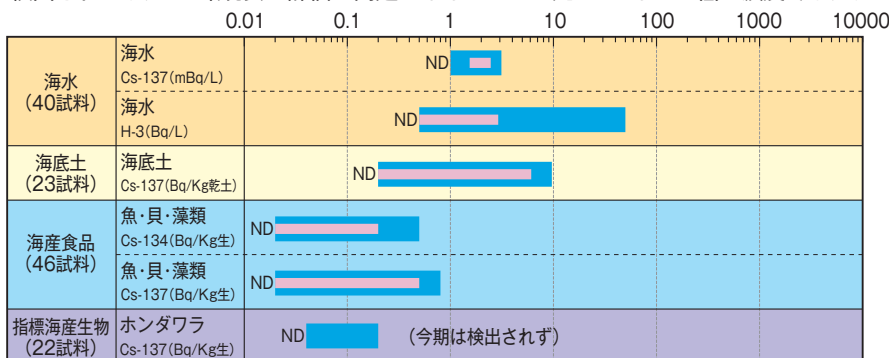 0.01 0.1 1 10 100 1000 10000
海水
(40試料)
海水
Cs-137(mBq/L)
ND
海水
H-3(Bq/L)
ND
海底土
(23試料)
海底土
Cs-137(Bq/Kg乾土)
ND
海産食品
(46試料)
魚・貝・藻類
Cs-134(Bq/Kg生)
ND
魚・貝・藻類
Cs-137(Bq/Kg生)
ND
指標海産生物
(22試料)
ホンダワラ
Cs-137(Bq/Kg生)
ND
(今期は検出されず)